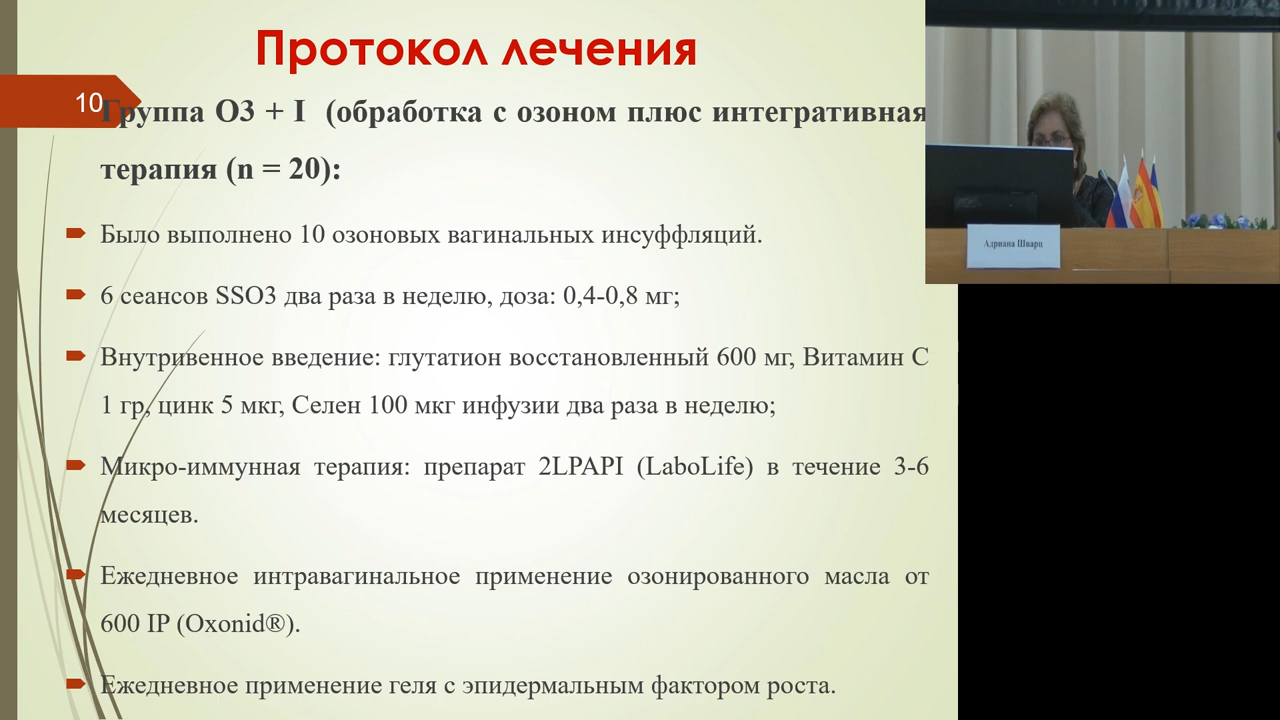 Протокол лечения
10
Группа О3 + I (обработка с озоном плюс интегративная
терапия (n = 20):
Было выполнено 10 озоновых вагинальных инсуффляций.
6 сеансов SSO3 два раза в неделю, доза: 0,4-0,8 мг;
Внутривенное введение: глутатион восстановленный 600 мг, Витамин С
1 гр, цинк 5 мкг, Селен 100 мкг инфузии два раза в неделю;
Микро-иммунная терапия: препарат 2LPAPI (LaboLife) в течение 3-6
месяцев.
Ежедневное интравагинальное применение озонированного масла от
600 IP (Oxonid®).
Ежедневное применение геля с эпидермальным фактором роста.
Адриана Шварц